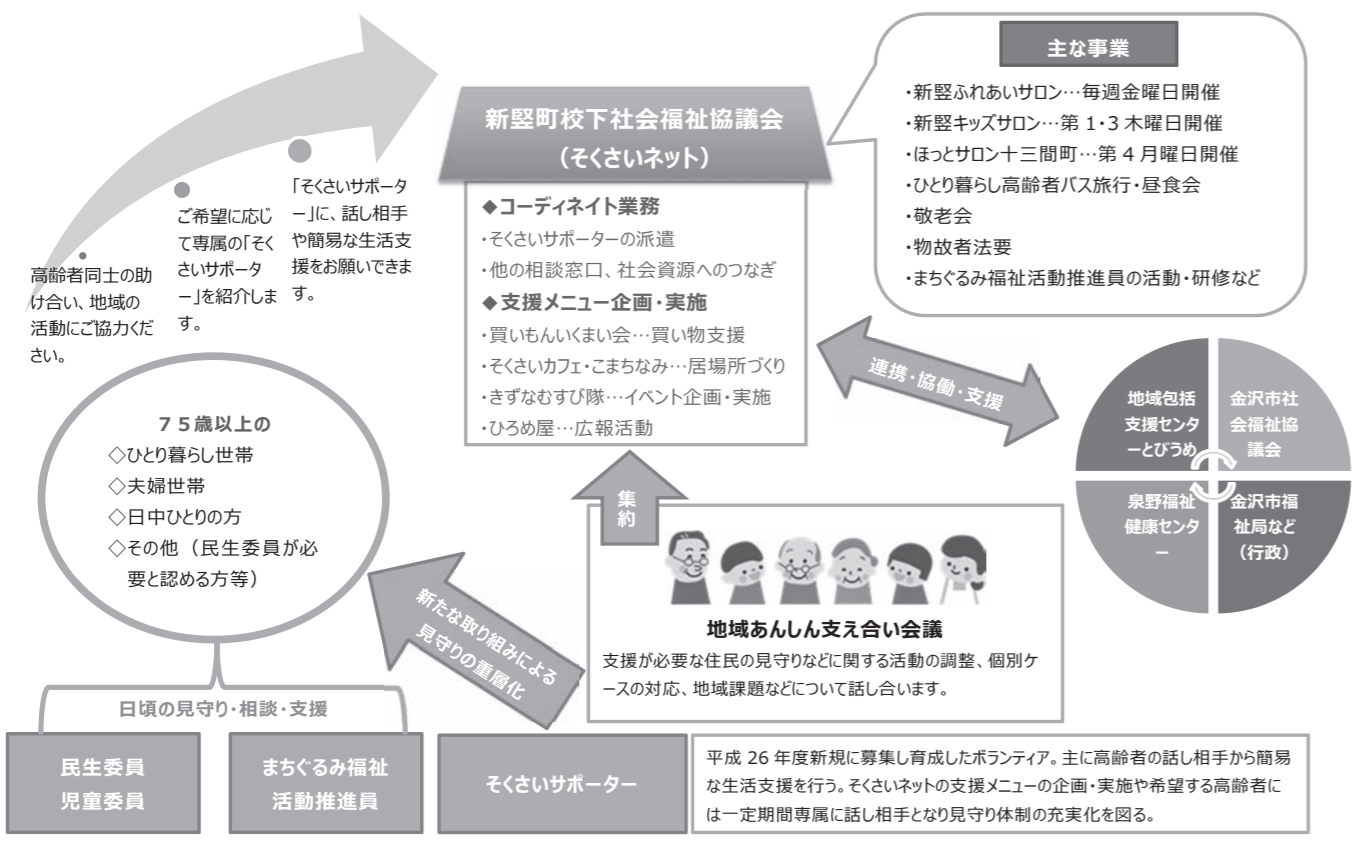 主な事業
・新竪ふれあいサロン…毎週金曜日開催
・新竪キッズサロン…第1・3木曜日開催
・ほっとサロン十三間町…第4月曜日開催
・ひとり暮らし高齢者バス旅行・昼食会
・敬老会
・物故者法要
・まちぐるみ福祉活動推進員の活動・研修など
新竪町校下社会福祉協議会
（そくさいネット）
◆コーディネイト業務
・そくさいサポーターの派遣
・他の相談窓口、社会資源へのつなぎ
◆支援メニュー企画・実施
・買いもんいくまい会…買い物支援
・そくさいカフェ・こまちなみ…居場所づくり
・きずなむすび隊…イベント企画・実施
・ひろめ屋…広報活動
「そくさいサポータ
ー」に、話し相手
や簡易な生活支
援をお願いできま
す。
ご希望に応じ
て専属の「そく
さいサポータ
ー」を紹介しま
す。
高齢者同士の助
け合い、地域の
活動にご協力くだ
さい。
連携・協働・支援
地域包括
支援センタ
ーとびうめ
金沢市社
会福祉協
議会
泉野福祉
健康センタ
ー
金沢市福
祉局など
（行政）
７５歳以上の
◇ひとり暮らし世帯
◇夫婦世帯
◇日中ひとりの方
◇その他（民生委員が必
要と認める方等）
集約
地域あんしん支え合い会議
支援が必要な住民の見守りなどに関する活動の調整、個別ケ
ースの対応、地域課題などについて話し合います。
新たな取り組みによる
見守りの重層化
日頃の見守り・相談・支援
民生委員
児童委員
まちぐるみ福祉
活動推進員
そくさいサポーター
平成26年度新規に募集し育成したボランティア。主に高齢者の話し相手から簡易
な生活支援を行う。そくさいネットの支援メニューの企画・実施や希望する高齢者に
は一定期間専属に話し相手となり見守り体制の充実化を図る。